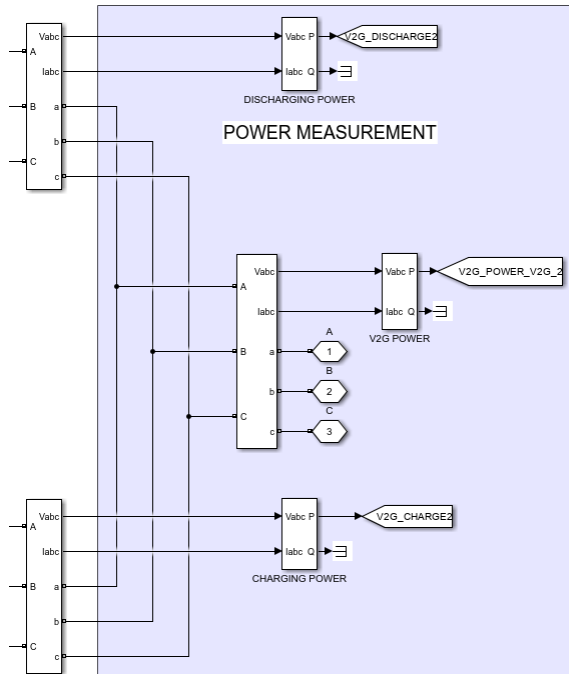 Vabc
A
Iabc
B
a
b
C
c
Vabc P
Iabc Q
DISCHARGING POWER
V2G_DISCHARGE2
POWER MEASUREMENT
Vabc
A
Iabc
B
a
b
C
c
Vabc P
Iabc Q
V2G POWER
V2G_POWER_V2G_2
A
1
B
2
C
3
Vabc
A
Iabc
B
a
b
C
c
Vabc P
Iabc Q
CHARGING POWER
V2G_CHARGE2